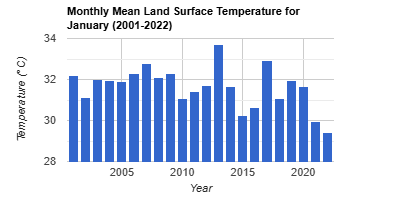 Monthly Mean Land Surface Temperature for
January (2001-2022)
34
32
30
28
Temperature (° C)
2005 2010 2015 2020
Year